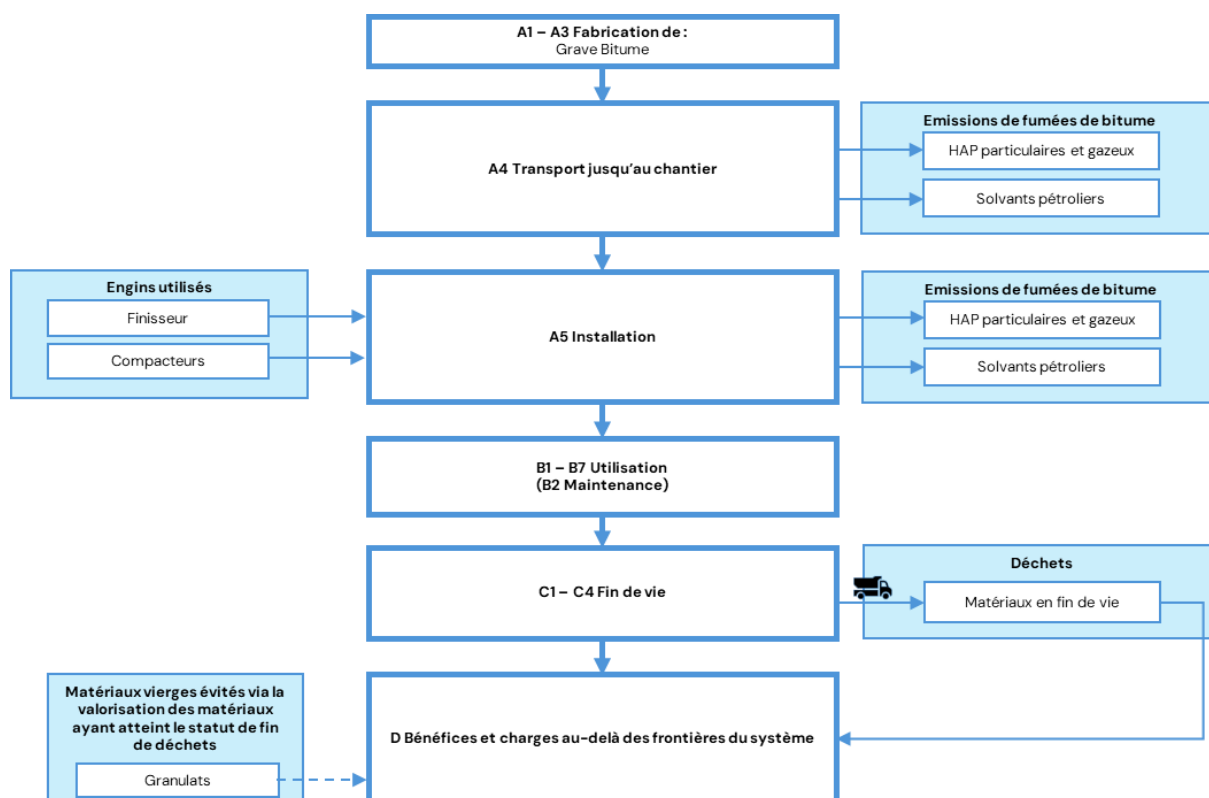 A1 – A3 Fabrication de :
Grave Bitume
A4 Transport jusqu'au chantier
Emissions de fumées de bitume
HAP particulaires et gazeux
Solvants pétroliers
Engins utilisés
Finisseur
Compacteurs
A5 Installation
Emissions de fumées de bitume
HAP particulaires et gazeux
Solvants pétroliers
B1 – B7 Utilisation
(B2 Maintenance)
C1 – C4 Fin de vie
Déchets
Matériaux en fin de vie
Matériaux vierges évités via la
valorisation des matériaux
ayant atteint le statut de fin
de déchets
Granulats
D Bénéfices et charges au-delà des frontières du système